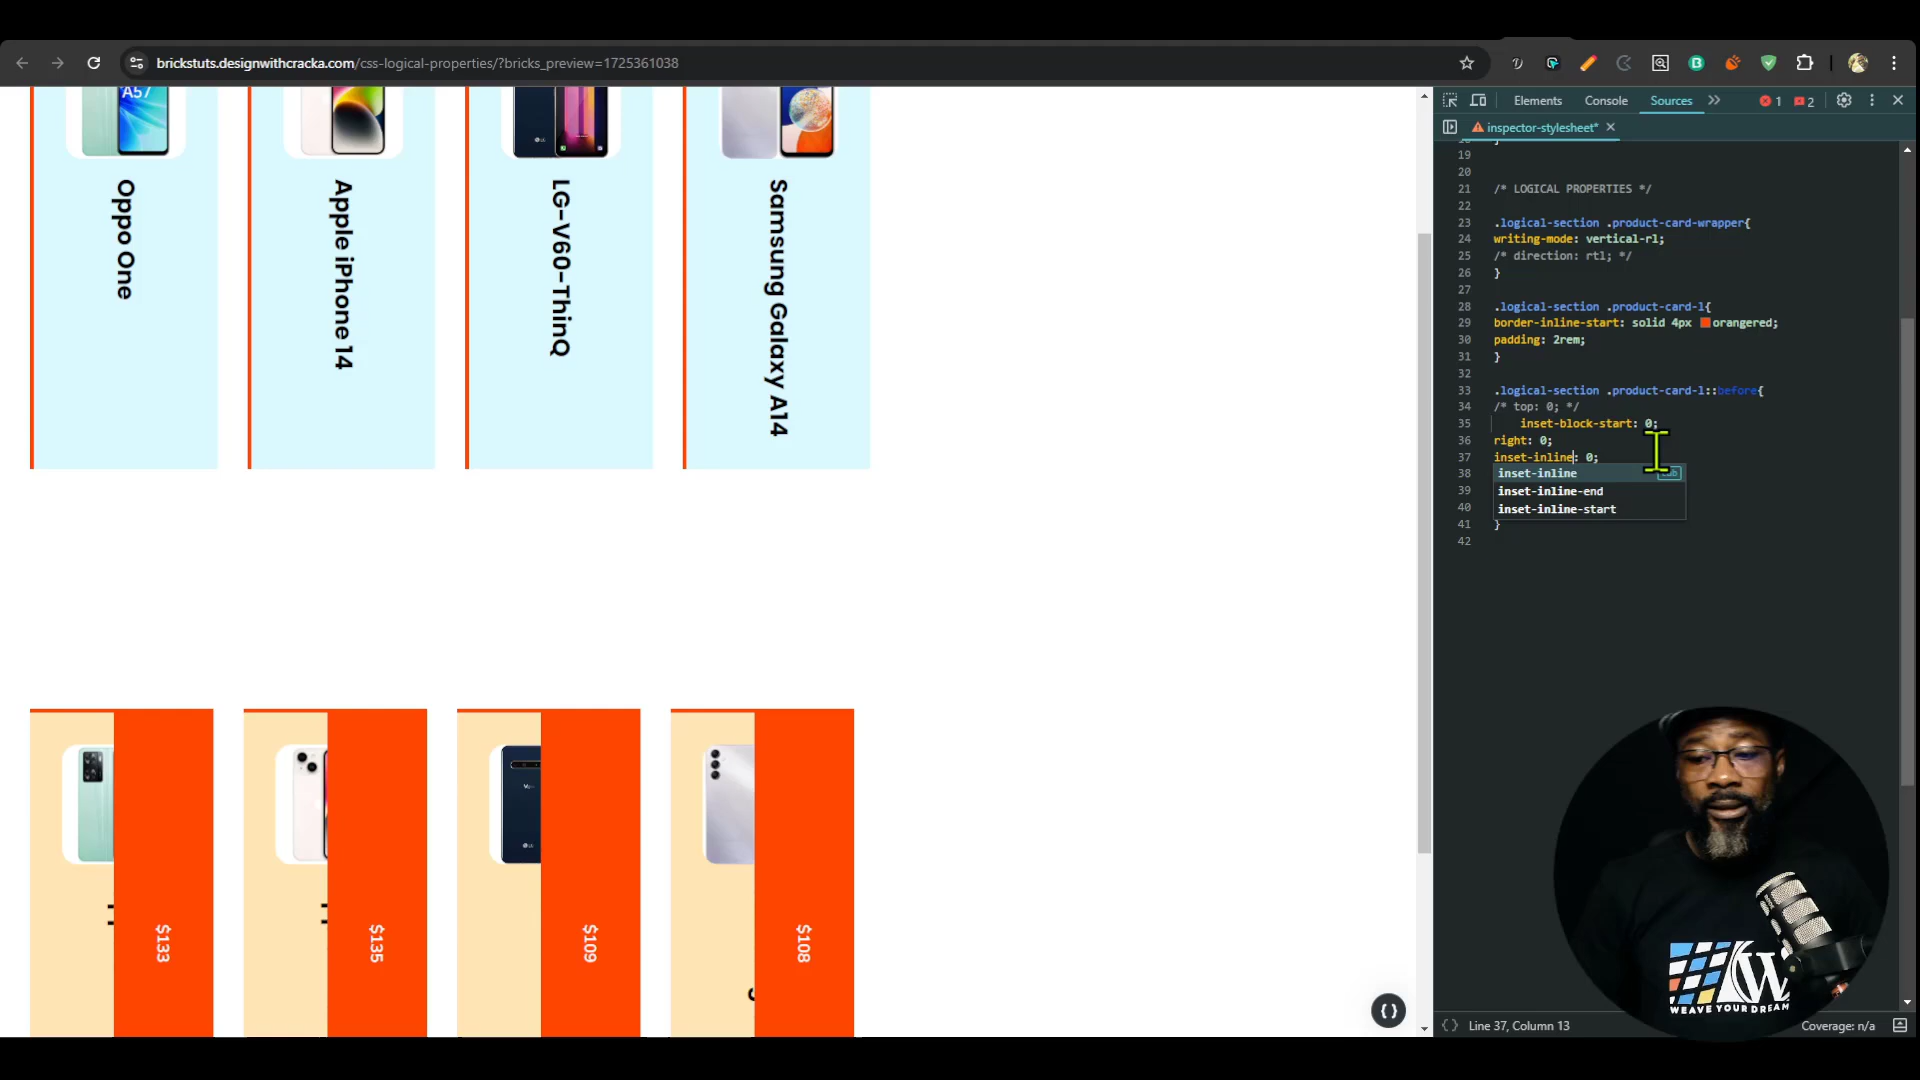 brickstuts.designwithcracka.com/css-logical-properties/?bricks_preview=1725361038
Elements
Console
Sources
1
2
inspector-stylesheet*
A57
Oppo One
Apple iPhone 14
LG-V60-ThinQ
Samsung Galaxy A14
LG
19
20
21 /* LOGICAL PROPERTIES */
22
23 .logical-section .product-card-wrapper{
24 writing-mode: vertical-rl;
25 /* direction: rtl; */
26 }
27
28 .logical-section .product-card-l{
29 border-inline-start: solid 4px orangered;
30 padding: 2rem;
31 }
32
33 .logical-section .product-card-l::before{
34 /* top: 0; */
35 inset-block-start: 0;
36 right: 0;
37 inset-inline: 0;
38 inset-inline
39 inset-inline-end
40 inset-inline-start
41 }
42
$133
$135
$109
$108
LG
WEAVE YOUR DREAM
{ } Line 37, Column 13
Coverage: n/a